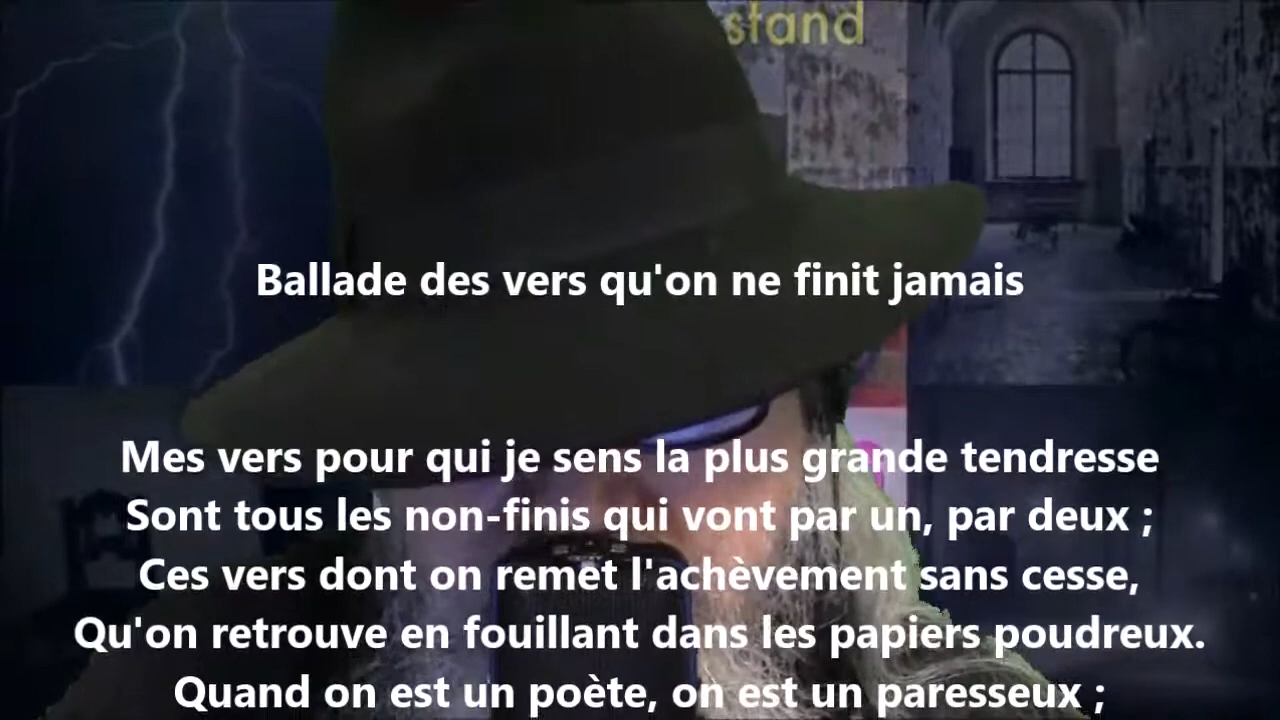 stand
Ballade des vers qu'on ne finit jamais
Mes vers pour qui je sens la plus grande tendresse
Sont tous les non-finis qui vont par un, par deux ;
Ces vers dont on remet l'achèvement sans cesse,
Qu'on retrouve en fouillant dans les papiers poudreux.
Quand on est un poète, on est un paresseux ;